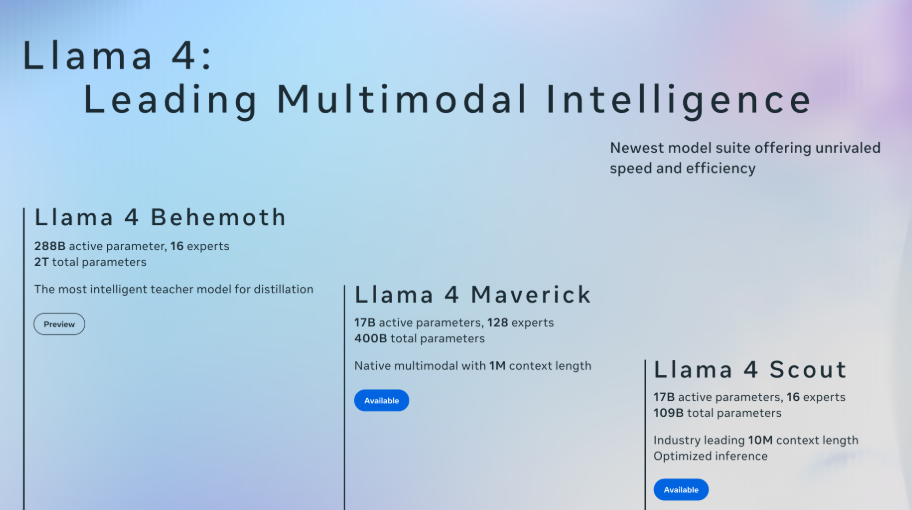 Llama 4:
Leading Multimodal Intelligence
Newest model suite offering unrivaled
speed and efficiency
Llama 4 Behemoth
288B active parameter, 16 experts
2T total parameters
The most intelligent teacher model for distillation
Preview
Llama 4 Maverick
17B active parameters, 128 experts
400B total parameters
Native multimodal with 1M context length
Available
Llama 4 Scout
17B active parameters, 16 experts
109B total parameters
Industry leading 10M context length
Optimized inference
Available